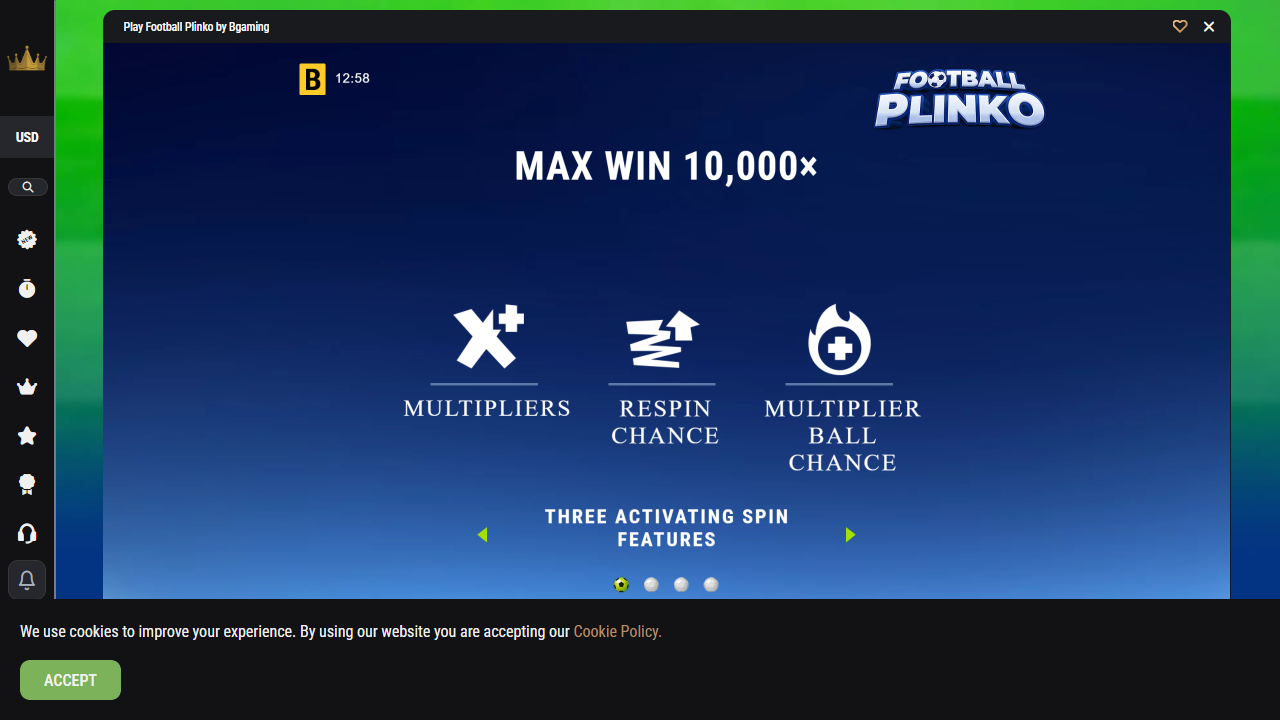 Play Football Plinko by Bgaming
B 12:58
FOOTBALL
PLINKO
USD
MAX WIN 10,000×
NEW
MULTIPLIERS
RESPIN
CHANCE
MULTIPLIER
BALL
CHANCE
THREE ACTIVATING SPIN
FEATURES
We use cookies to improve your experience. By using our website you are accepting our Cookie Policy.
ACCEPT